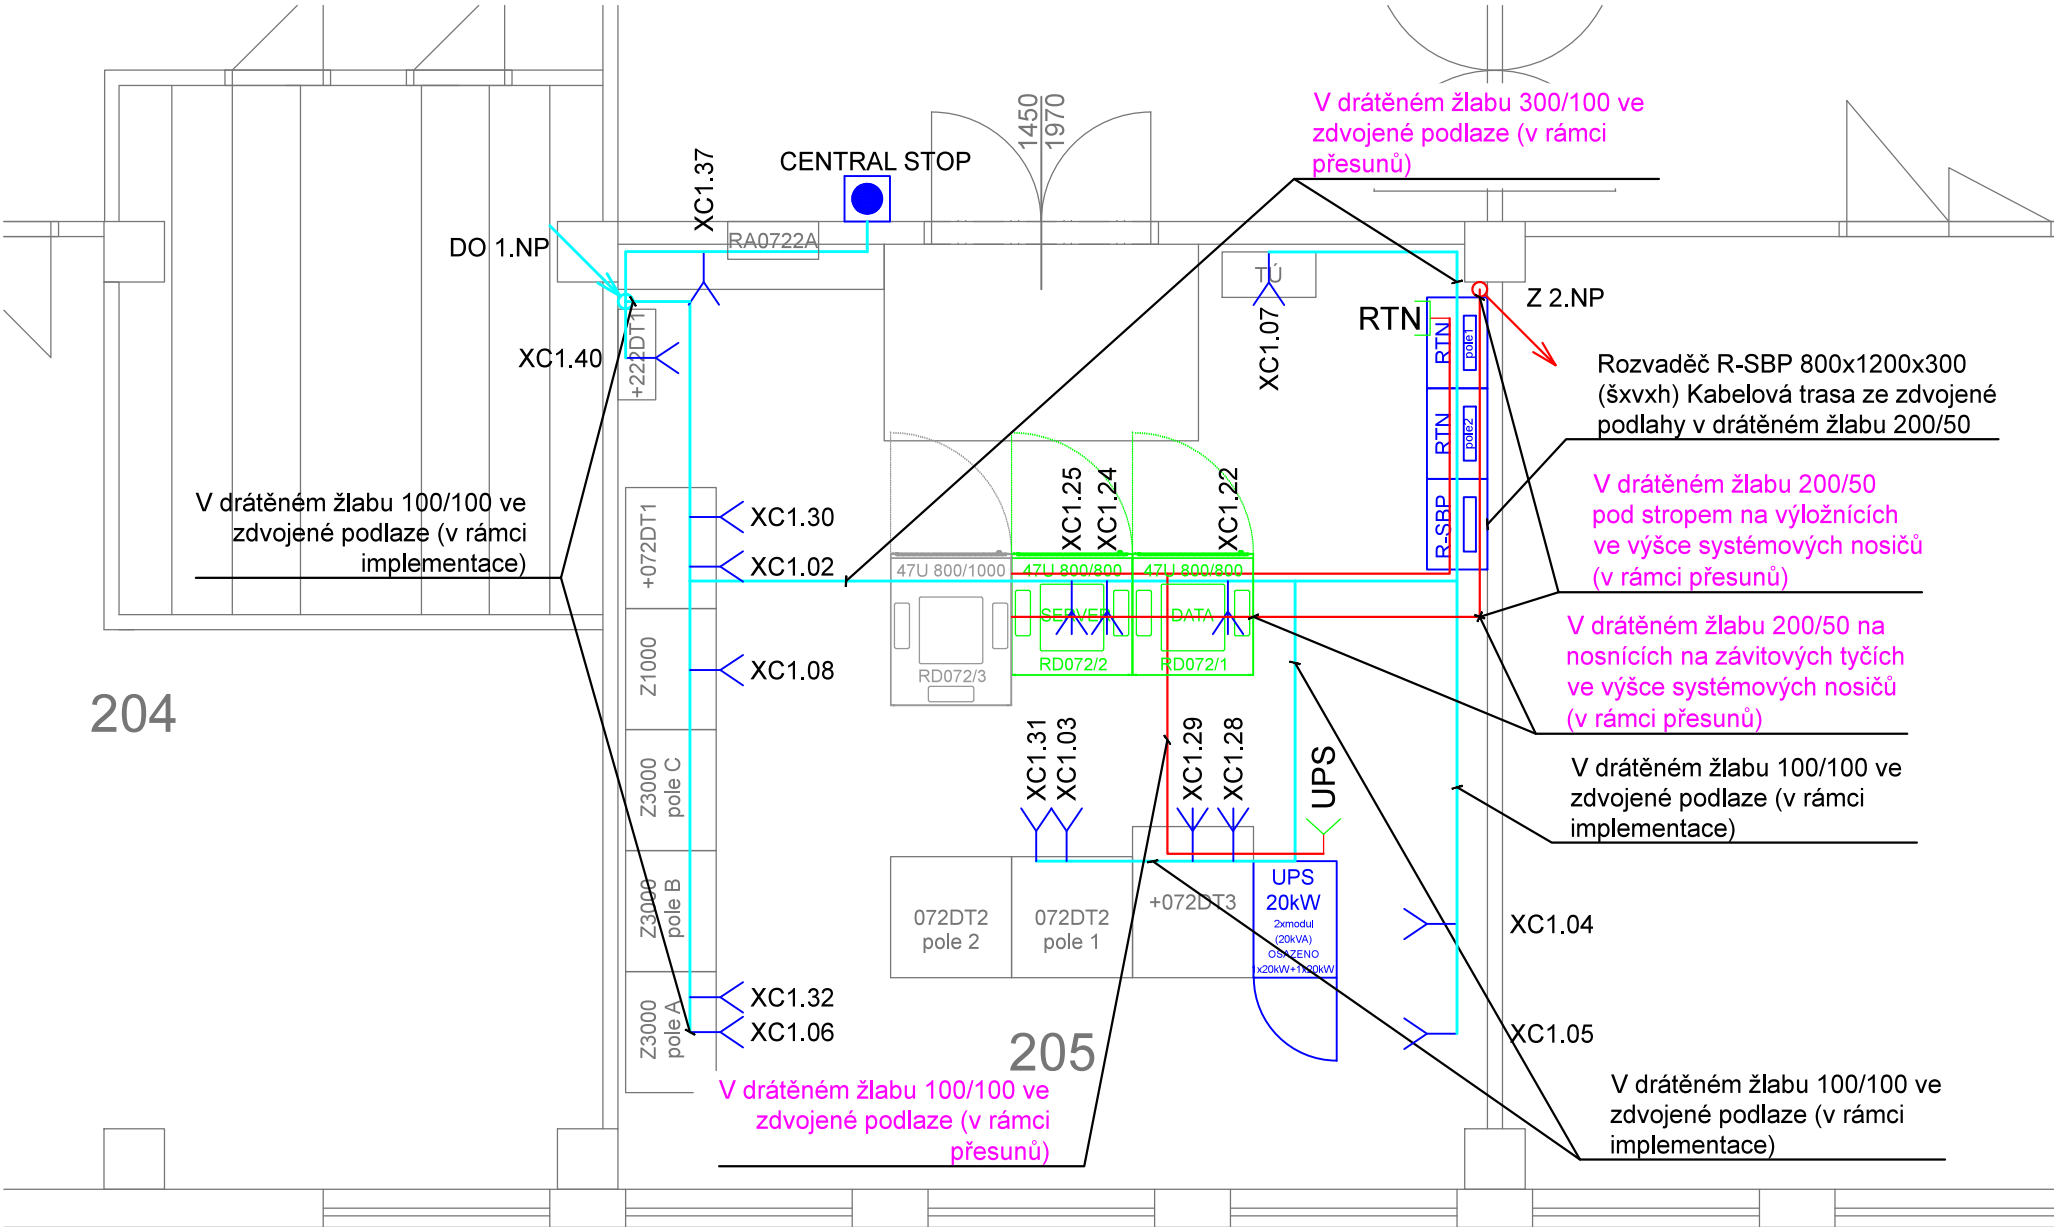 V drátěném žlabu 300/100 ve
zdvojené podlaze (v rámci
přesunů)
1450
1970
CENTRAL STOP
XC1.37
RA0722A
DO 1.NP
TÚ
XC1.07
Z 2.NP
RTN
RTN
pole1
RTN
pole2
R-SBP
+222DT1
XC1.40
Rozvaděč R-SBP 800x1200x300
(šxvxh) Kabelová trasa ze zdvojené
podlahy v drátěném žlabu 200/50
V drátěném žlabu 100/100 ve
zdvojené podlaze (v rámci
implementace)
V drátěném žlabu 200/50
pod stropem na výložnících
ve výšce systémových nosičů
(v rámci přesunů)
XC1.25
XC1.24
XC1.22
+072DT1
XC1.30
XC1.02
47U 800/1000
47U 800/800
47U 800/800
SERVER
DATA
RD072/3
RD072/2
RD072/1
V drátěném žlabu 200/50 na
nosnících na závitových tyčích
ve výšce systémových nosičů
(v rámci přesunů)
Z1000
XC1.08
204
XC1.31
XC1.03
XC1.29
XC1.28
UPS
Z3000
pole C
V drátěném žlabu 100/100 ve
zdvojené podlaze (v rámci
implementace)
Z3000
pole B
072DT2
pole 2
072DT2
pole 1
+072DT3
UPS
20kW
2xmodul
(20kVA)
OSAZENO
1x20kW+1x20kW
XC1.04
Z3000
pole A
XC1.32
XC1.06
205
XC1.05
V drátěném žlabu 100/100 ve
zdvojené podlaze (v rámci
přesunů)
V drátěném žlabu 100/100 ve
zdvojené podlaze (v rámci
implementace)